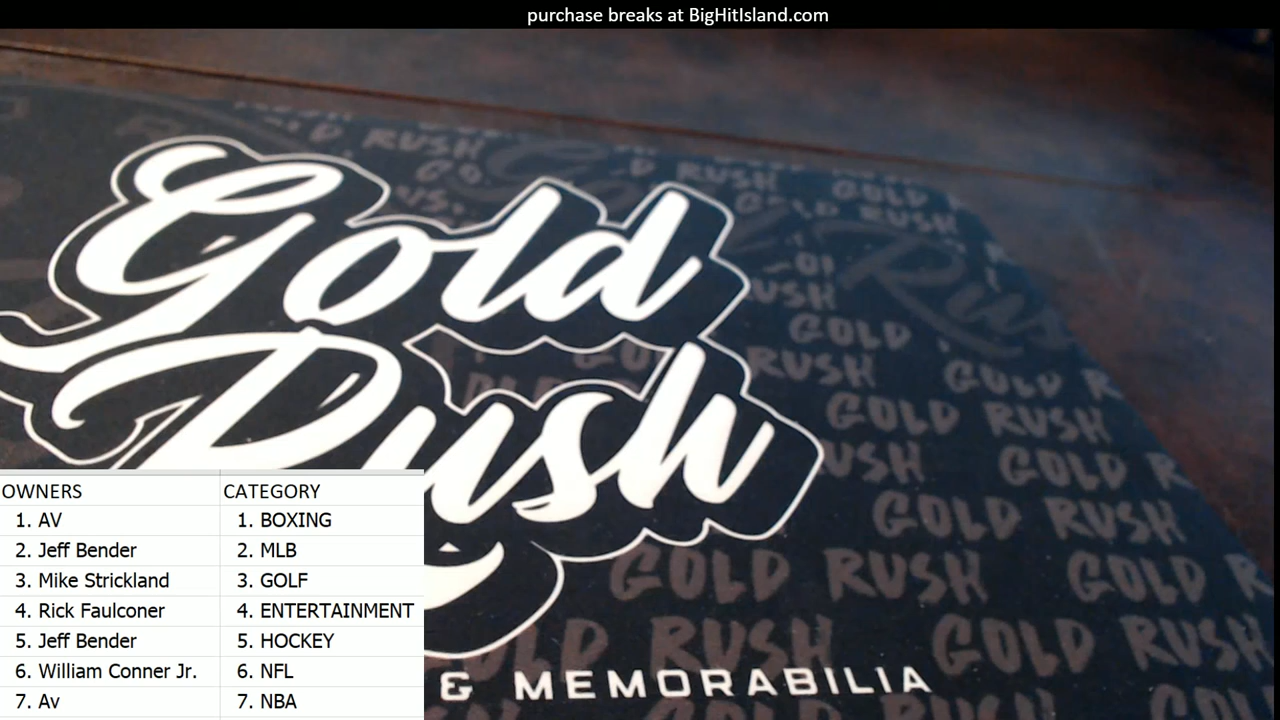 purchase breaks at BigHitIsland.com
Gold
Rush
& MEMORABILIA
GOLD RUSH
GOLD RUSH
GOLD RUSH
GOLD RUSH
OWNERS CATEGORY
1. AV 1. BOXING
2. Jeff Bender 2. MLB
3. Mike Strickland 3. GOLF
4. Rick Faulconer 4. ENTERTAINMENT
5. Jeff Bender 5. HOCKEY
6. William Conner Jr. 6. NFL
7. Av 7. NBA